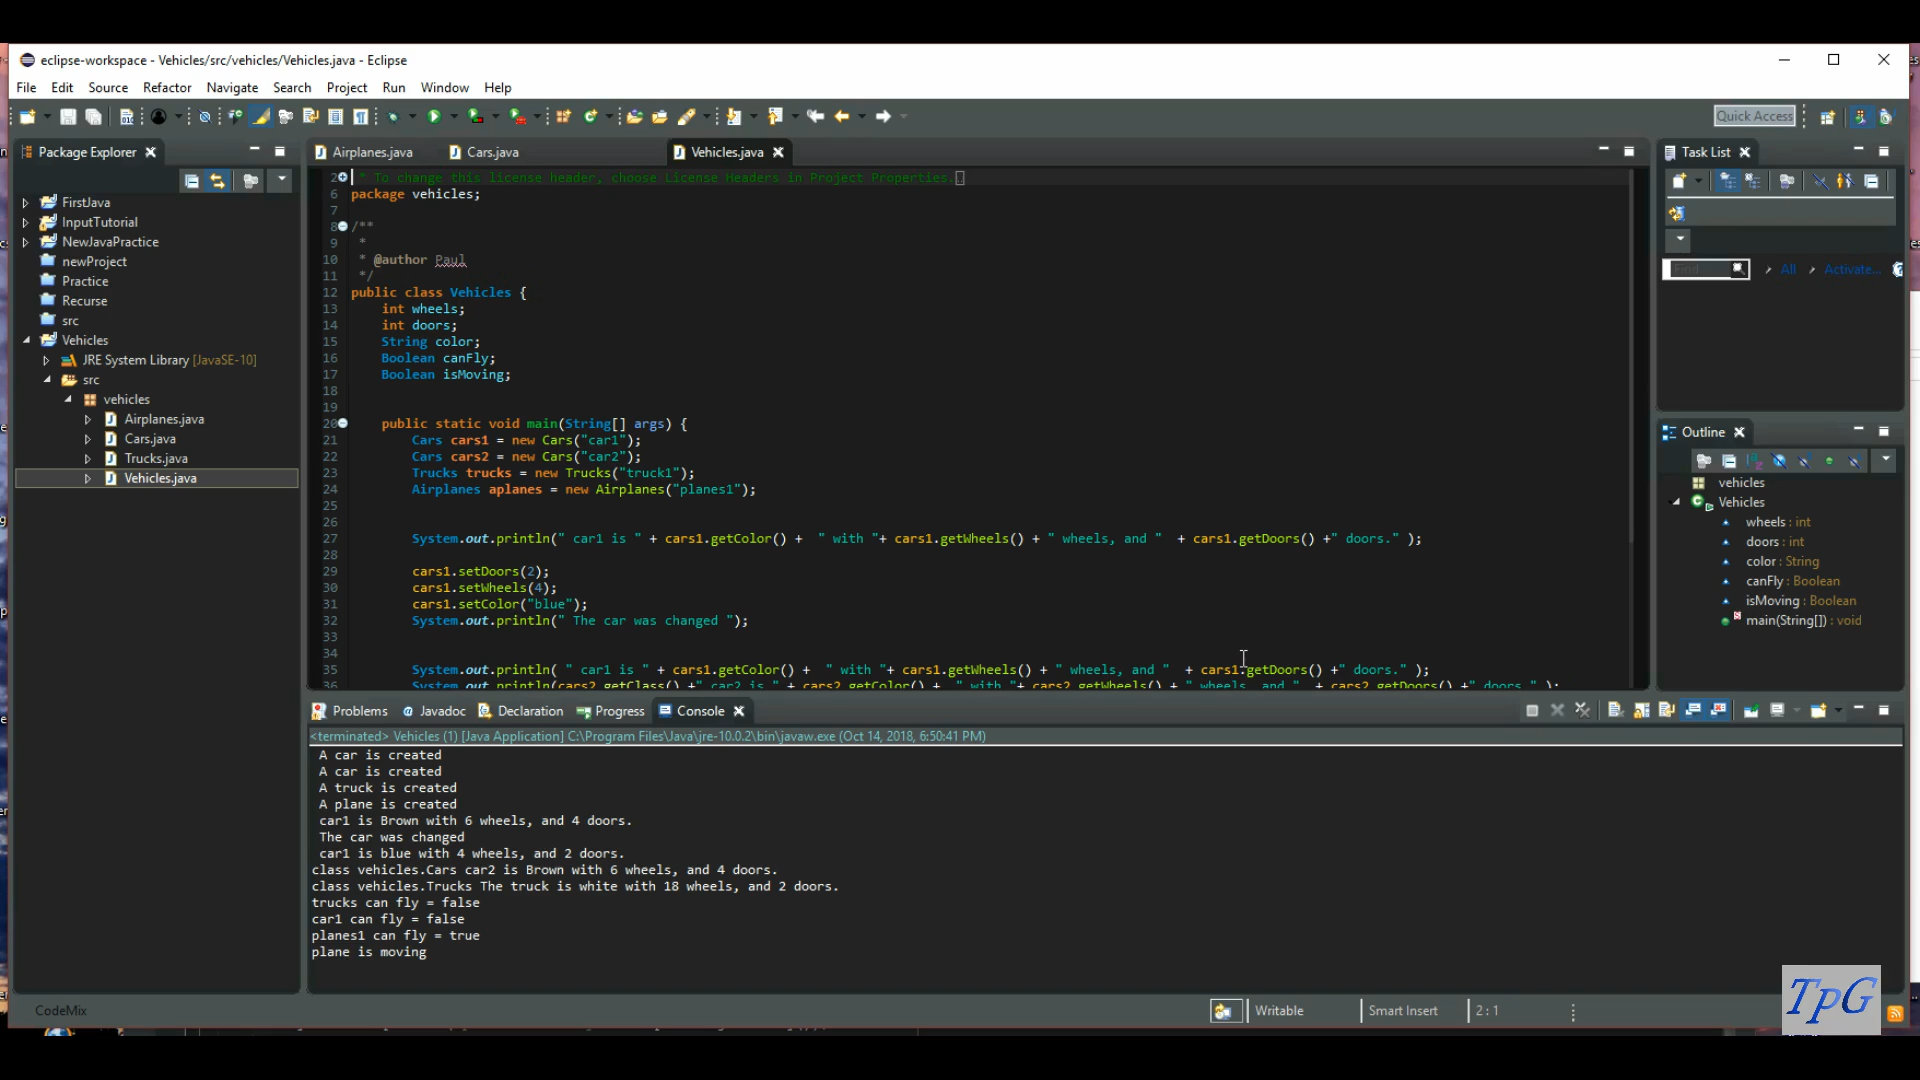 eclipse-workspace - Vehicles/src/vehicles/Vehicles.java - Eclipse
File Edit Source Refactor Navigate Search Project Run Window Help
Quick Access
Package Explorer
FirstJava
InputTutorial
NewJavaPractice
newProject
Practice
Recurse
src
Vehicles
JRE System Library [JavaSE-10]
src
vehicles
Airplanes.java
Cars.java
Trucks.java
Vehicles.java
Airplanes.java Cars.java Vehicles.java
2 * To change this license header, choose License Headers in Project Properties.
6 package vehicles;
7
8 /**
9 *
10 * @author Paul
11 */
12 public class Vehicles {
13 int wheels;
14 int doors;
15 String color;
16 Boolean canFly;
17 Boolean isMoving;
18
19
20 public static void main(String[] args) {
21 Cars cars1 = new Cars("car1");
22 Cars cars2 = new Cars("car2");
23 Trucks trucks = new Trucks("truck1");
24 Airplanes aplanes = new Airplanes("planes1");
25
26
27 System.out.println(" car1 is " + cars1.getColor() + " with "+ cars1.getWheels() + " wheels, and " + cars1.getDoors() +" doors." );
28
29 cars1.setDoors(2);
30 cars1.setWheels(4);
31 cars1.setColor("blue");
32 System.out.println(" The car was changed ");
33
34
35 System.out.println( " car1 is " + cars1.getColor() + " with "+ cars1.getWheels() + " wheels, and " + cars1.getDoors() +" doors." );
36 System.out.println(cars2.getClass() +" car2 is " + cars2.getColor() + " with "+ cars2.getWheels() + " wheels, and " + cars2.getDoors() +" doors." );
Task List
Find All Activate...
Outline
vehicles
Vehicles
wheels : int
doors : int
color : String
canFly : Boolean
isMoving : Boolean
main(String[]) : void
Problems Javadoc Declaration Progress Console
<terminated> Vehicles (1) [Java Application] C:\Program Files\Java\jre-10.0.2\bin\javaw.exe (Oct 14, 2018, 6:50:41 PM)
A car is created
A car is created
A truck is created
A plane is created
car1 is Brown with 6 wheels, and 4 doors.
The car was changed
car1 is blue with 4 wheels, and 2 doors.
class vehicles.Cars car2 is Brown with 6 wheels, and 4 doors.
class vehicles.Trucks The truck is white with 18 wheels, and 2 doors.
trucks can fly = false
car1 can fly = false
planes1 can fly = true
plane is moving
CodeMix Writable Smart Insert 2 : 1
TpG